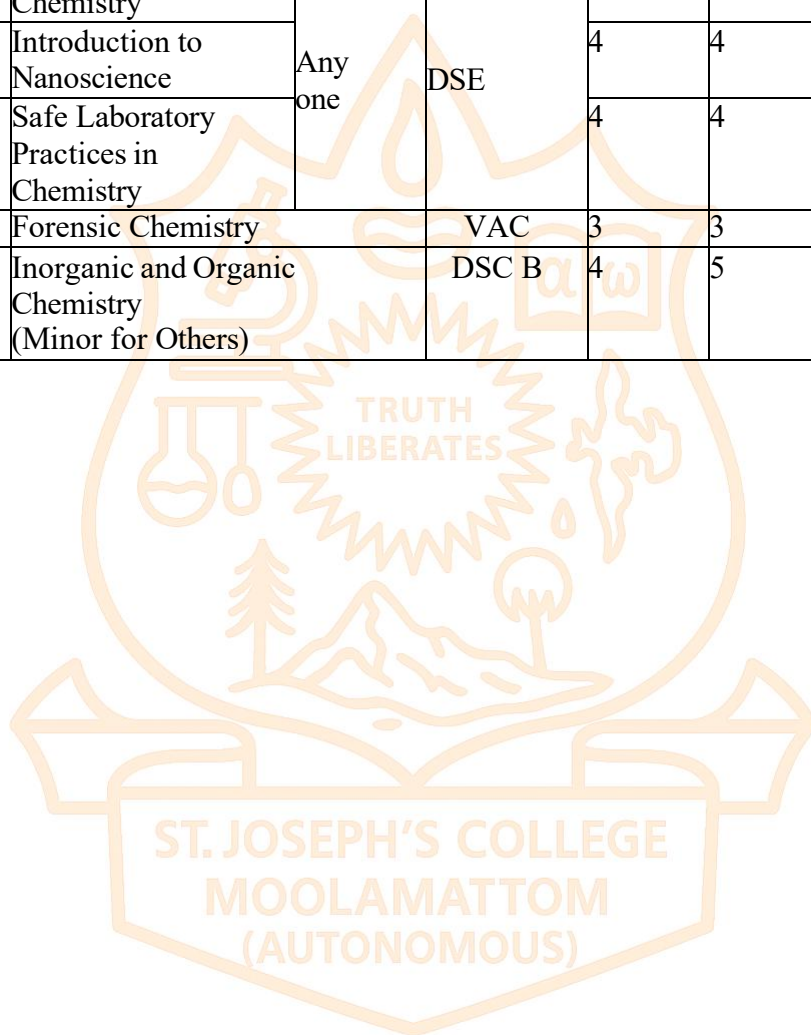 Chemistry
Introduction to
Nanoscience
Any
one
DSE
4
4
Safe Laboratory
Practices in
Chemistry
4
4
Forensic Chemistry
VAC
3
3
Inorganic and Organic
Chemistry
(Minor for Others)
DSC B
4
5
α ω
TRUTH
LIBERATES
ST. JOSEPH'S COLLEGE
MOOLAMATTOM
(AUTONOMOUS)